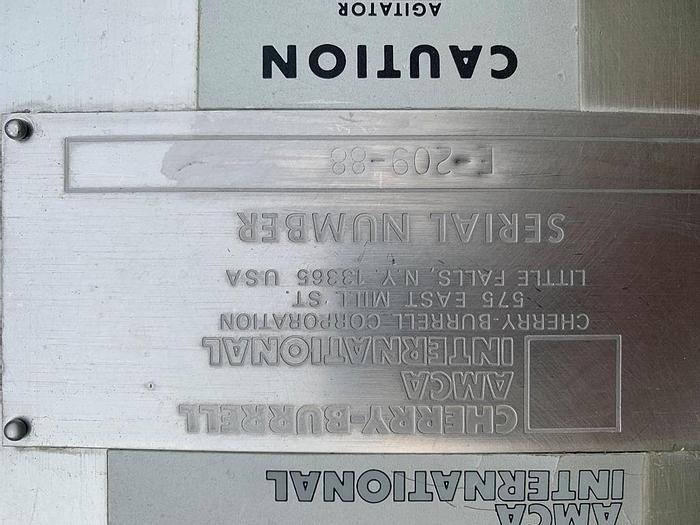 AMCA
INTERNATIONAL
CHERRY-BURRELL
AMCA
INTERNATIONAL
CHERRY-BURRELL CORPORATION
575 EAST MILL ST.
LITTLE FALLS, N.Y. 13365 USA
SERIAL NUMBER
E-209-88
CAUTION
AGITATOR